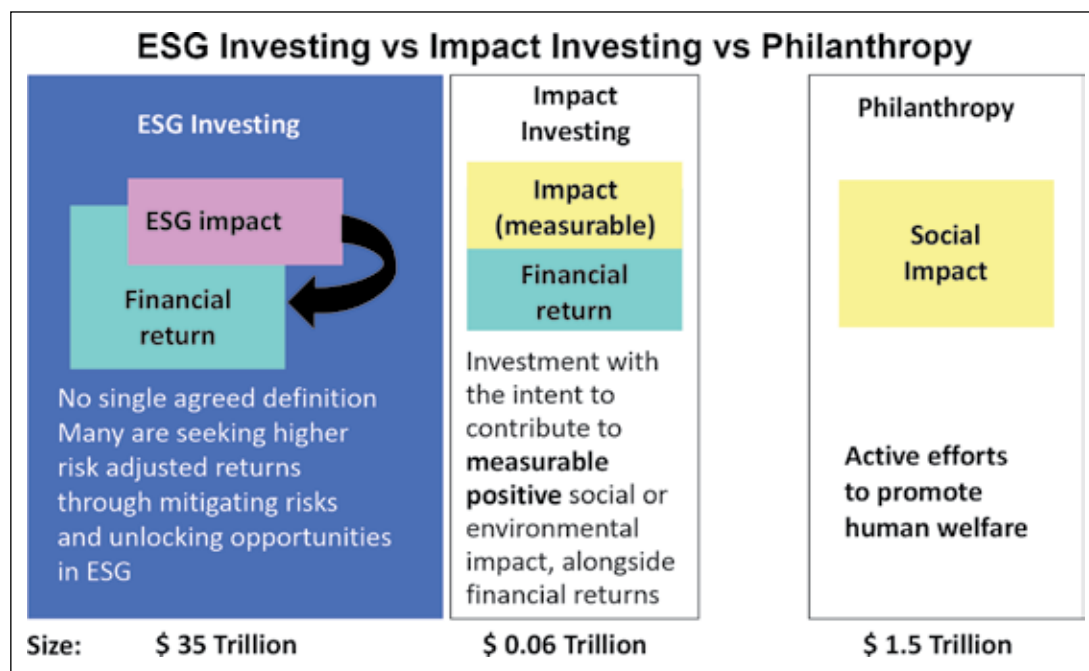 ESG Investing vs Impact Investing vs Philanthropy
ESG Investing
ESG impact
Financial
return
No single agreed definition
Many are seeking higher
risk adjusted returns
through mitigating risks
and unlocking opportunities
in ESG
Impact
Investing
Impact
(measurable)
Financial
return
Investment with
the intent to
contribute to
measurable
positive social or
environmental
impact, alongside
financial returns
Philanthropy
Social
Impact
Active efforts
to promote
human welfare
Size: $ 35 Trillion $ 0.06 Trillion $ 1.5 Trillion